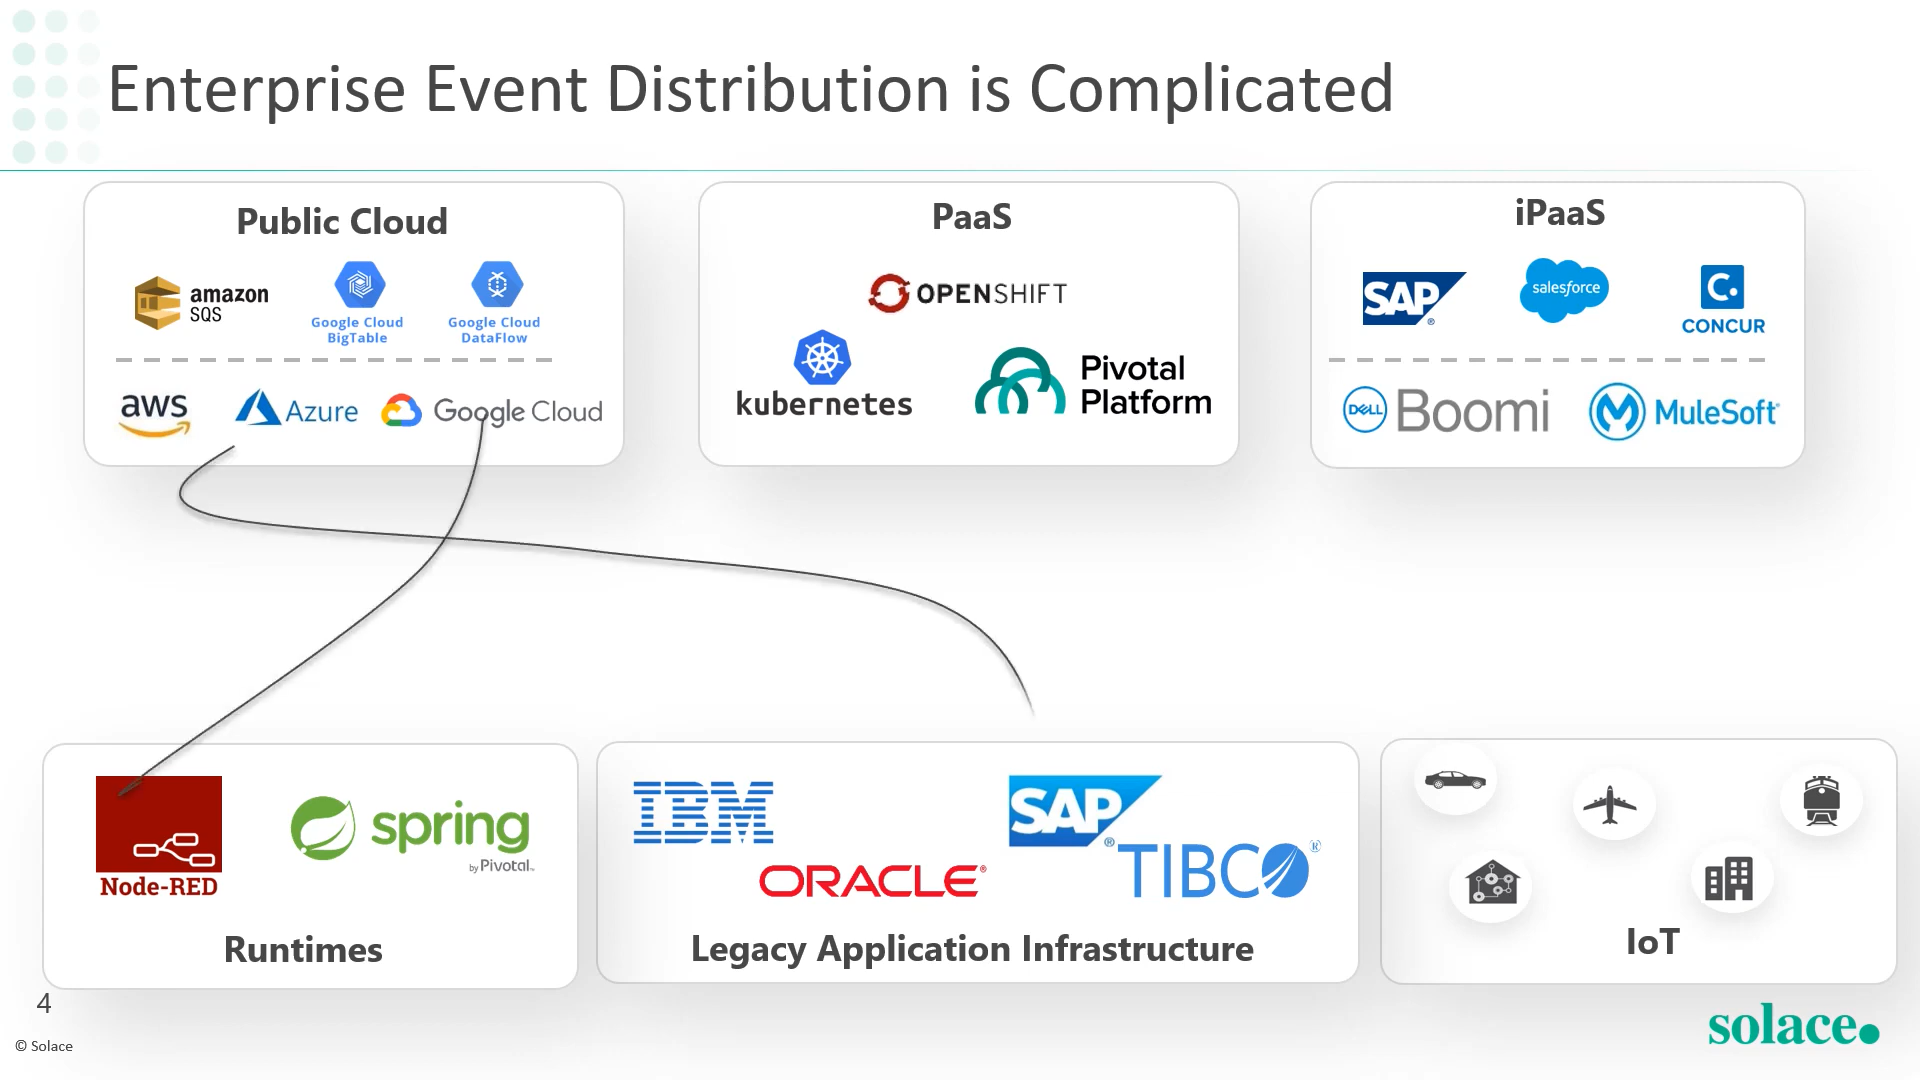 Enterprise Event Distribution is Complicated
Public Cloud
amazon
SQS
Google Cloud
BigTable
Google Cloud
DataFlow
aws
Azure
Google Cloud
PaaS
OPENSHIFT
kubernetes
Pivotal
Platform
iPaaS
SAP®
salesforce
C.
CONCUR
DELL
Boomi
MuleSoft®
Node-RED
spring
by Pivotal™
Runtimes
IBM
ORACLE®
SAP®
TIBCO®
Legacy Application Infrastructure
IoT
4
© Solace
solace.